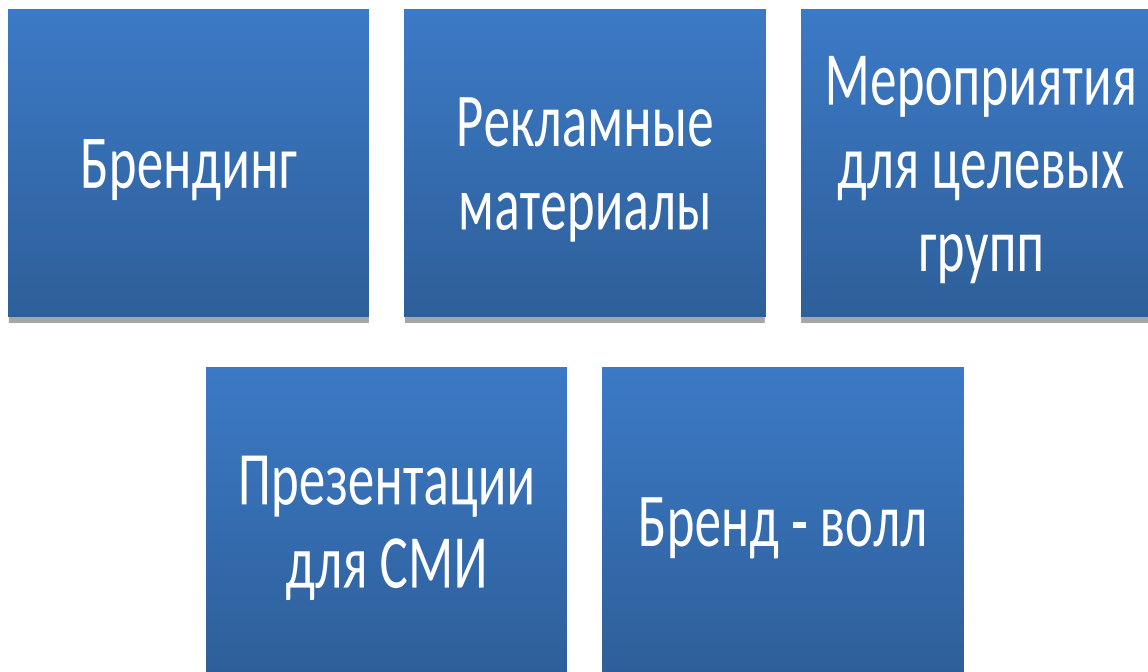 Брендинг
Рекламные
материалы
Мероприятия
для целевых
групп
Презентации
для СМИ
Бренд - волл